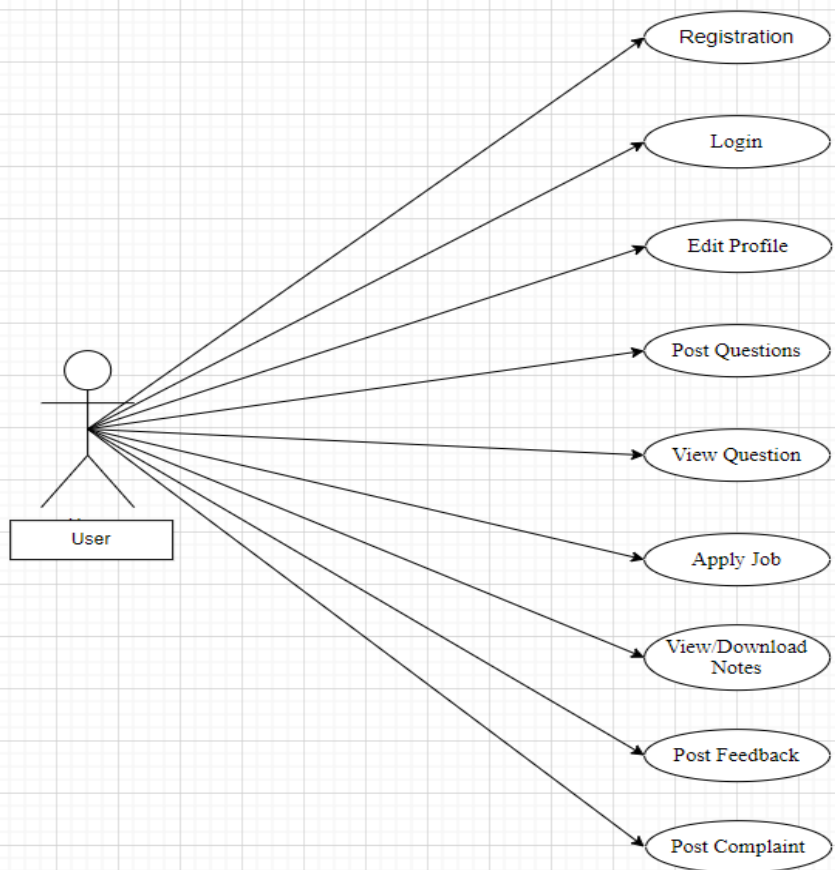 Registration
Login
Edit Profile
Post Questions
View Question
User
Apply Job
View/Download
Notes
Post Feedback
Post Complaint